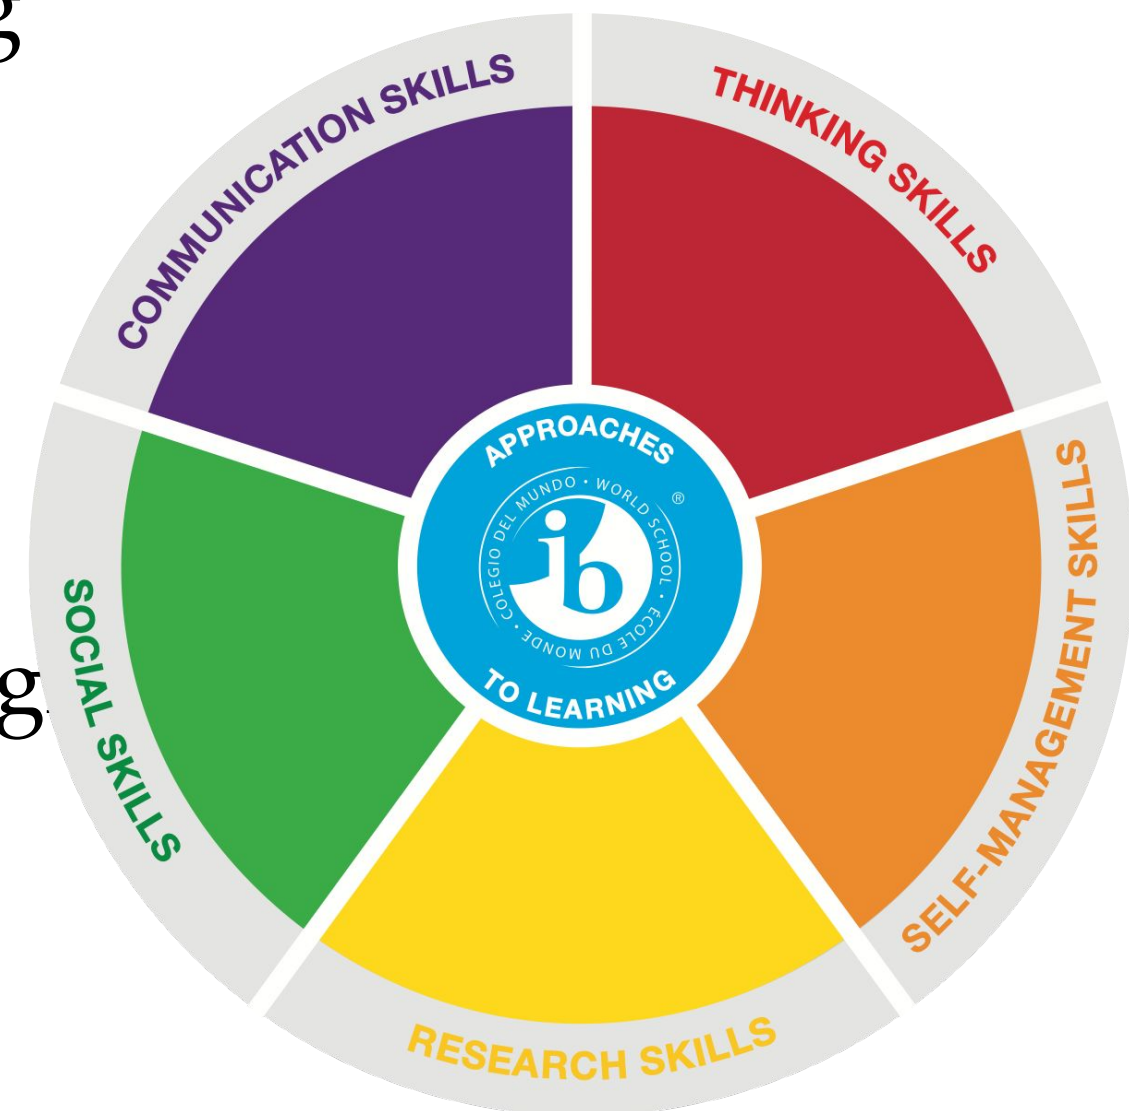 g
COMMUNICATION SKILLS
THINKING SKILLS
APPROACHES
COLEGIO DEL MUNDO · WORLD SCHOOL · ÉCOLE DU MONDE ·
®
ib
TO LEARNING
SELF-MANAGEMENT SKILLS
SOCIAL SKILLS
g
RESEARCH SKILLS